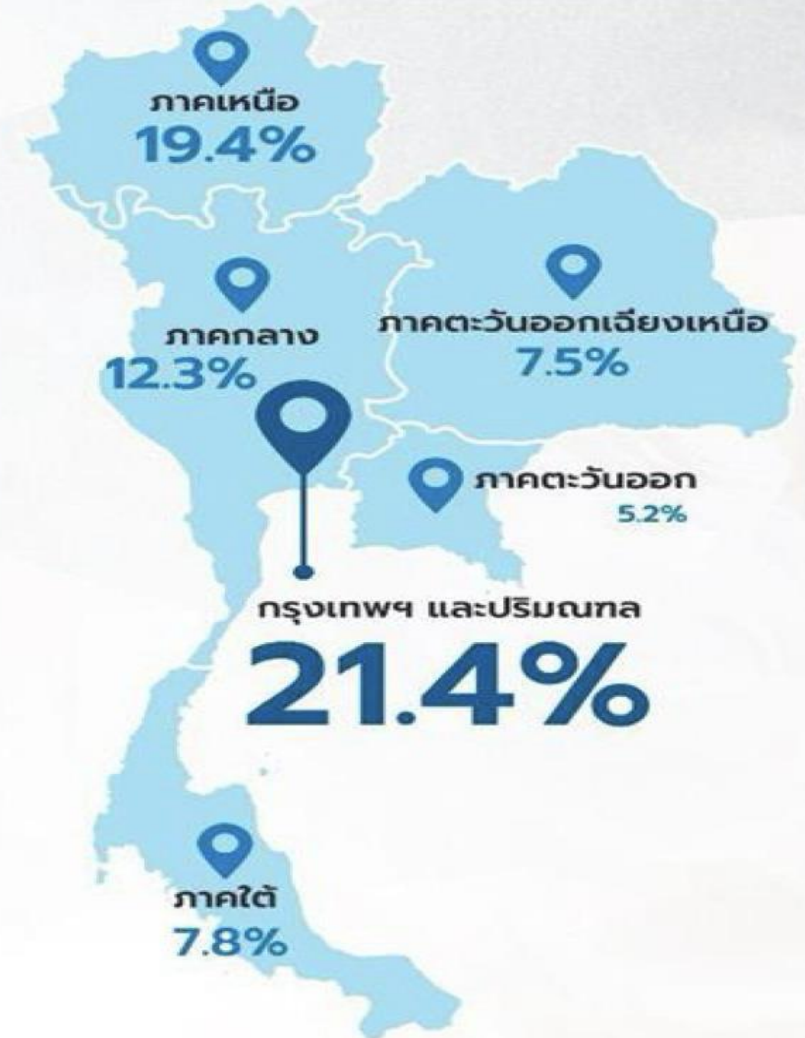 ภาคเหนือ
19.4%
ภาคกลาง
12.3%
ภาคตะวันออกเฉียงเหนือ
7.5%
ภาคตะวันออก
5.2%
กรุงเทพฯ และปริมณฑล
21.4%
ภาคใต้
7.8%